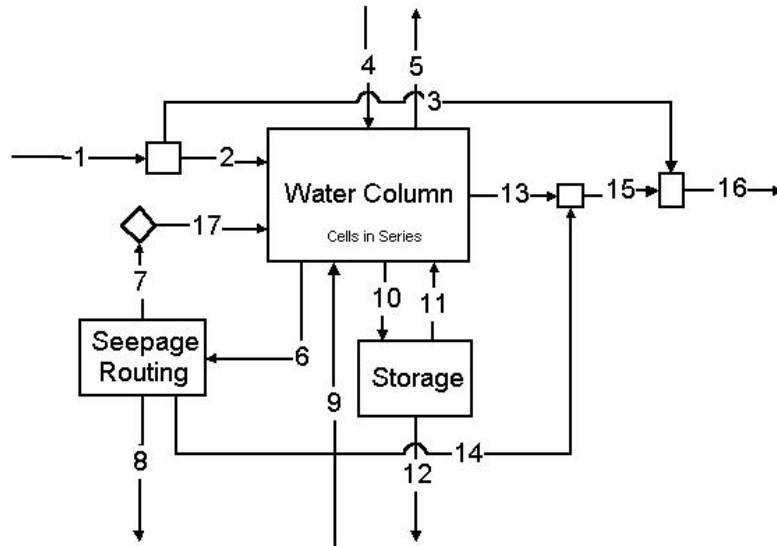 4 5
3
1 2 Water Column 13 15 16
Cells in Series
17
7
10 11
Seepage
Routing
6
Storage
9
8
12 14